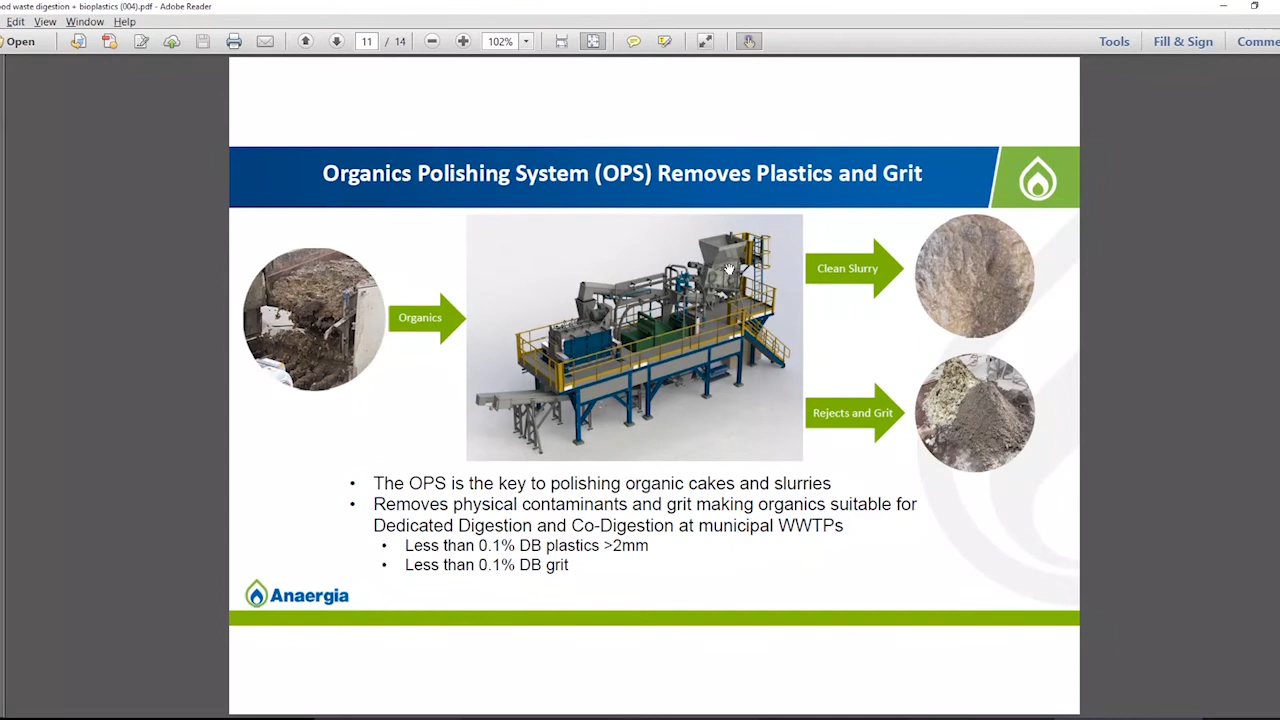 ood waste digestion + bioplastics (004).pdf - Adobe Reader
Edit View Window Help
Open 11 / 14 102% Tools Fill & Sign Comme
Organics Polishing System (OPS) Removes Plastics and Grit
Organics
Clean Slurry
Rejects and Grit
• The OPS is the key to polishing organic cakes and slurries
• Removes physical contaminants and grit making organics suitable for
Dedicated Digestion and Co-Digestion at municipal WWTPs
• Less than 0.1% DB plastics >2mm
• Less than 0.1% DB grit
Anaergia